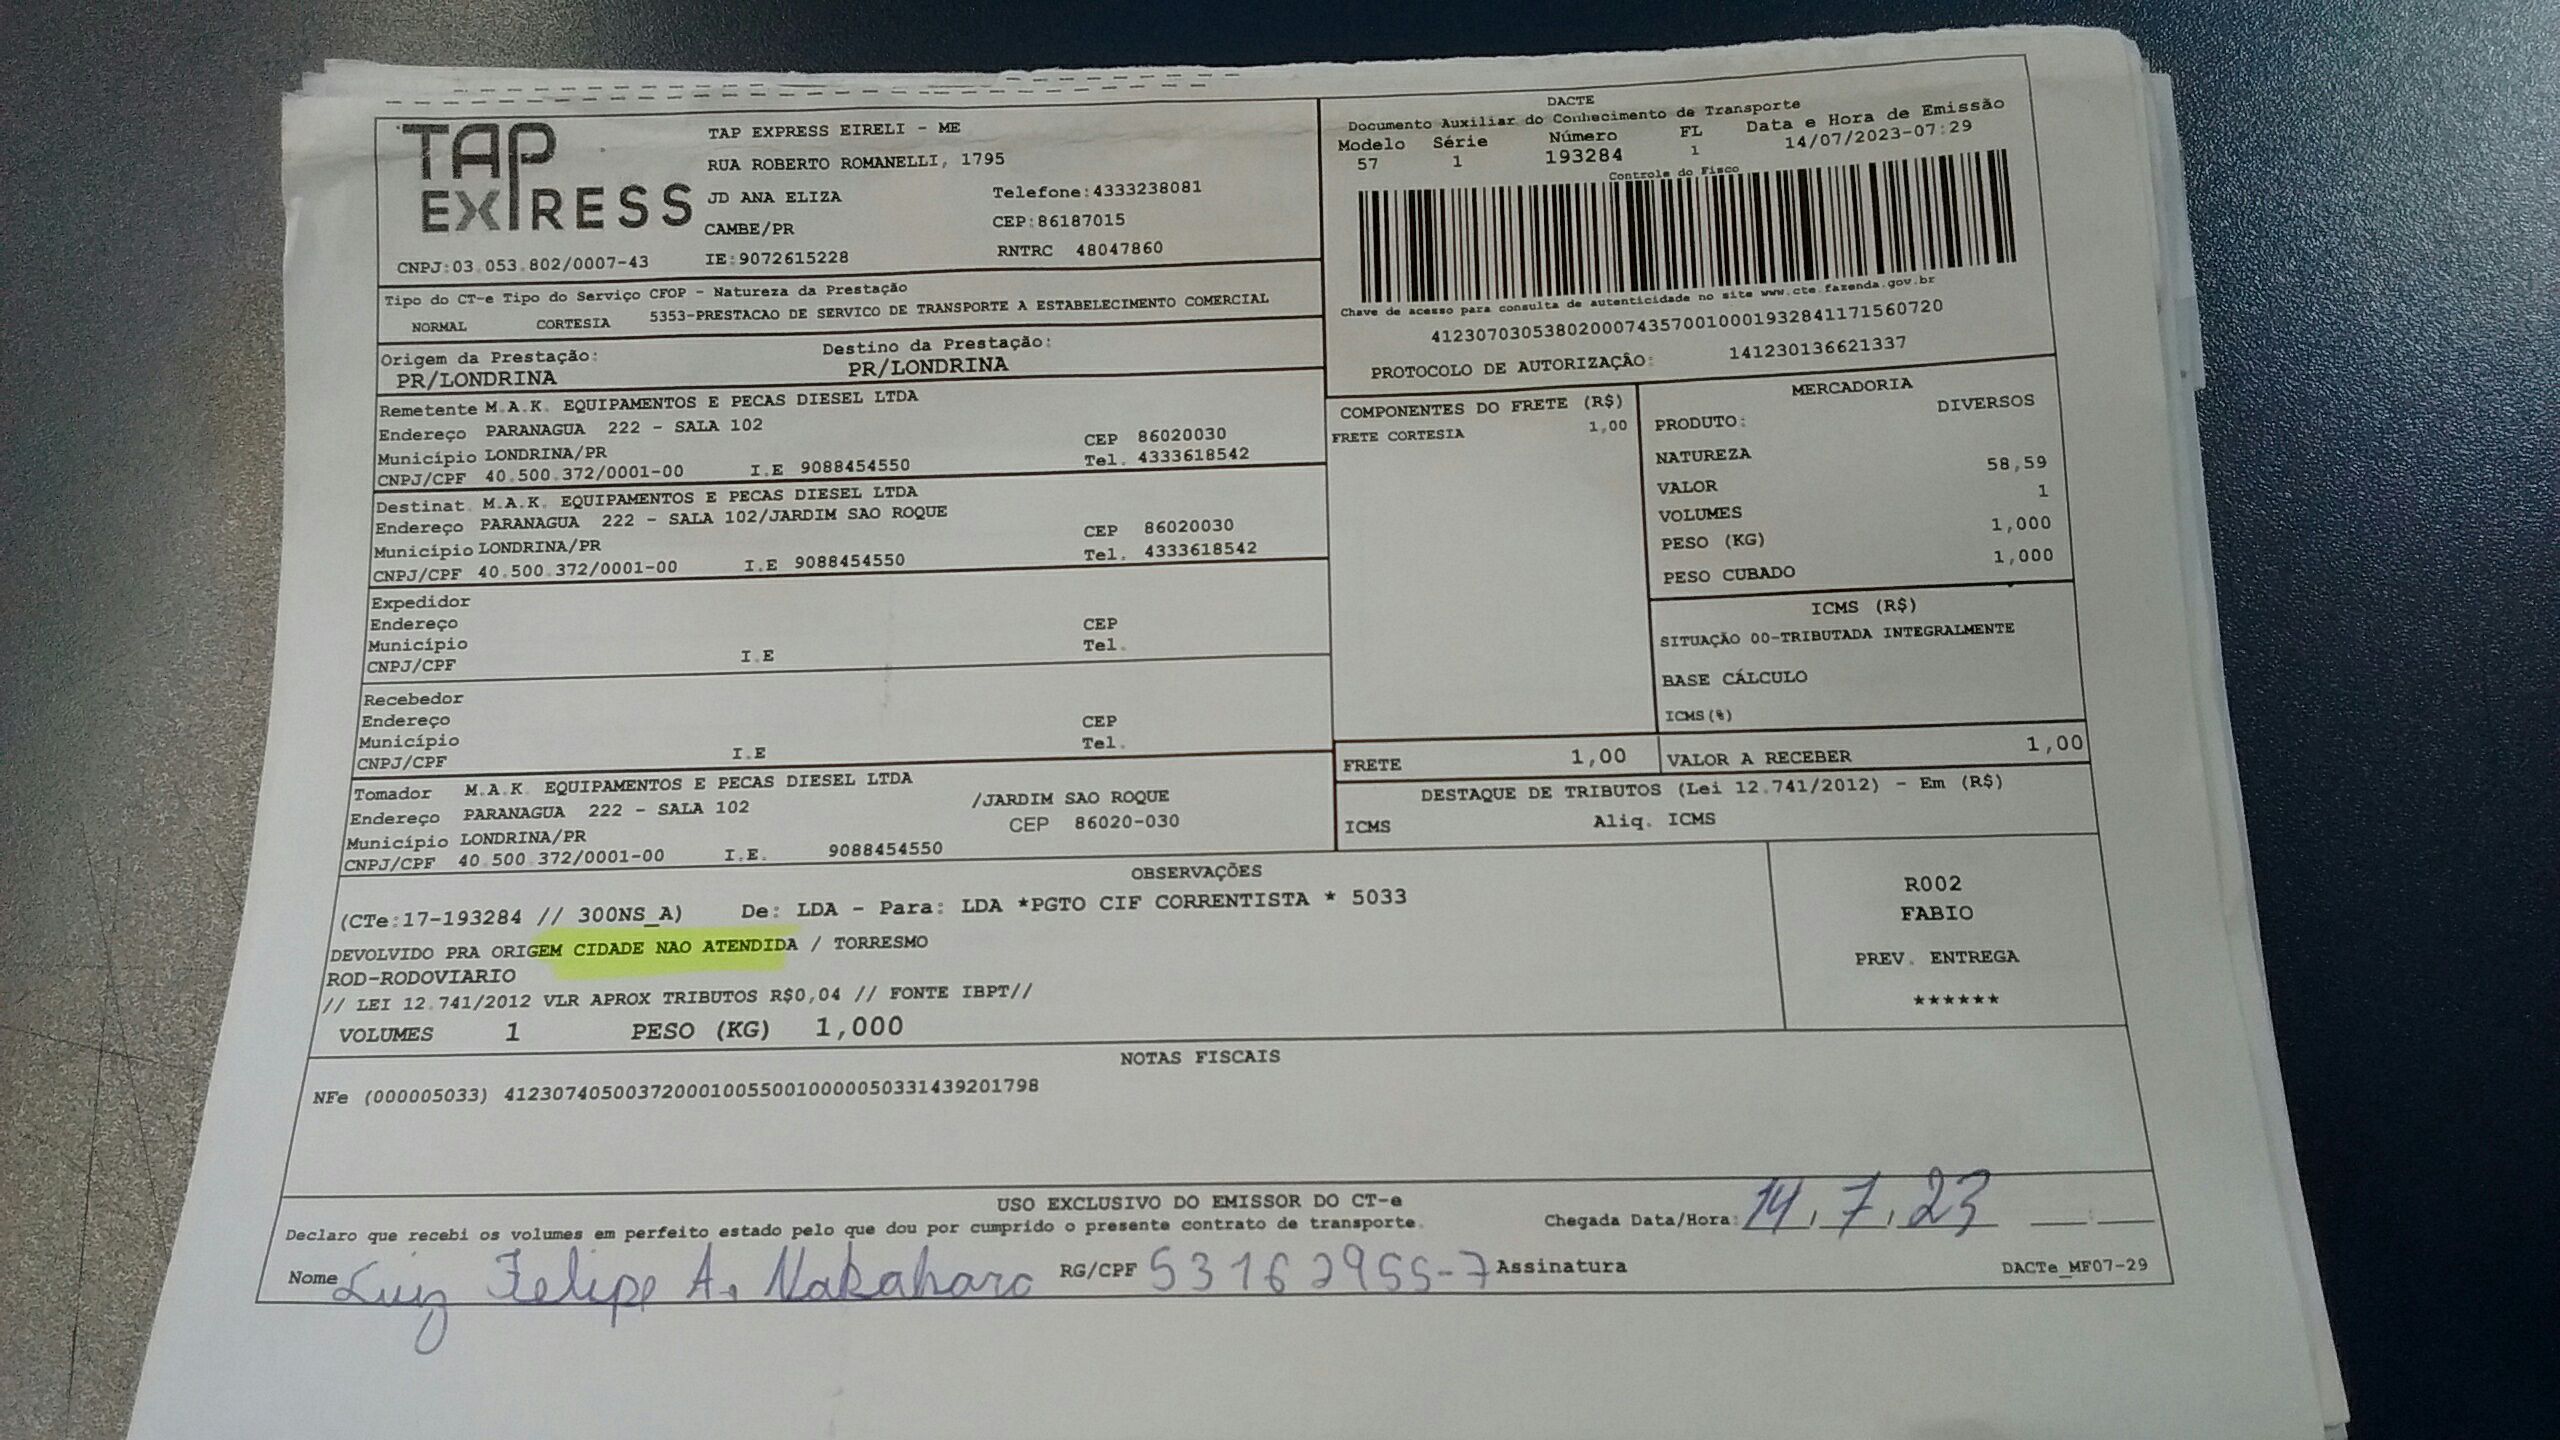 TAP EXPRESS
TAP EXPRESS EIRELI - ME
RUA ROBERTO ROMANELLI, 1795
JD ANA ELIZA
Telefone:4333238081
CAMBE/PR
CEP:86187015
CNPJ:03.053.802/0007-43
IE:9072615228
RNTRC 48047860
DACTE
Documento Auxiliar do Conhecimento de Transporte
Modelo Série Número FL Data e Hora de Emissão
57 1 193284 1 14/07/2023-07:29
Controle do Fisco
Chave de acesso para consulta de autenticidade no site www.cte.fazenda.gov.br
41230703053802000743570010001932841171560720
PROTOCOLO DE AUTORIZAÇÃO: 141230136621337
Tipo do CT-e Tipo do Serviço CFOP - Natureza da Prestação
NORMAL CORTESIA 5353-PRESTACAO DE SERVICO DE TRANSPORTE A ESTABELECIMENTO COMERCIAL
Origem da Prestação: Destino da Prestação:
PR/LONDRINA PR/LONDRINA
Remetente M.A.K. EQUIPAMENTOS E PECAS DIESEL LTDA
Endereço PARANAGUA 222 - SALA 102
CEP 86020030
Município LONDRINA/PR
Tel. 4333618542
CNPJ/CPF 40.500.372/0001-00 I.E 9088454550
Destinat. M.A.K. EQUIPAMENTOS E PECAS DIESEL LTDA
Endereço PARANAGUA 222 - SALA 102/JARDIM SAO ROQUE
CEP 86020030
Município LONDRINA/PR
Tel. 4333618542
CNPJ/CPF 40.500.372/0001-00 I.E 9088454550
Expedidor
Endereço CEP
Município Tel.
CNPJ/CPF I.E
Recebedor
Endereço CEP
Município Tel.
CNPJ/CPF I.E
Tomador M.A.K. EQUIPAMENTOS E PECAS DIESEL LTDA
Endereço PARANAGUA 222 - SALA 102 /JARDIM SAO ROQUE
Município LONDRINA/PR CEP 86020-030
CNPJ/CPF 40.500.372/0001-00 I.E. 9088454550
COMPONENTES DO FRETE (R$)
FRETE CORTESIA 1,00
MERCADORIA
PRODUTO: DIVERSOS
NATUREZA
VALOR 58,59
VOLUMES 1
PESO (KG) 1,000
PESO CUBADO 1,000
ICMS (R$)
SITUAÇÃO 00-TRIBUTADA INTEGRALMENTE
BASE CÁLCULO
ICMS(%)
FRETE 1,00 VALOR A RECEBER 1,00
DESTAQUE DE TRIBUTOS (Lei 12.741/2012) - Em (R$)
ICMS Aliq. ICMS
OBSERVAÇÕES
(CTe:17-193284 // 300NS_A) De: LDA - Para: LDA *PGTO CIF CORRENTISTA * 5033
DEVOLVIDO PRA ORIGEM CIDADE NAO ATENDIDA / TORRESMO
ROD-RODOVIARIO
// LEI 12.741/2012 VLR APROX TRIBUTOS R$0,04 // FONTE IBPT//
VOLUMES 1 PESO (KG) 1,000
R002
FABIO
PREV. ENTREGA
******
NOTAS FISCAIS
NFe (000005033) 41230740500372000100550010000050331439201798
USO EXCLUSIVO DO EMISSOR DO CT-e
Declaro que recebi os volumes em perfeito estado pelo que dou por cumprido o presente contrato de transporte.
Chegada Data/Hora: 14, 7, 23
Nome Luiz Felipe A. Nakahara RG/CPF 53162955-7 Assinatura
DACTe_MF07-29